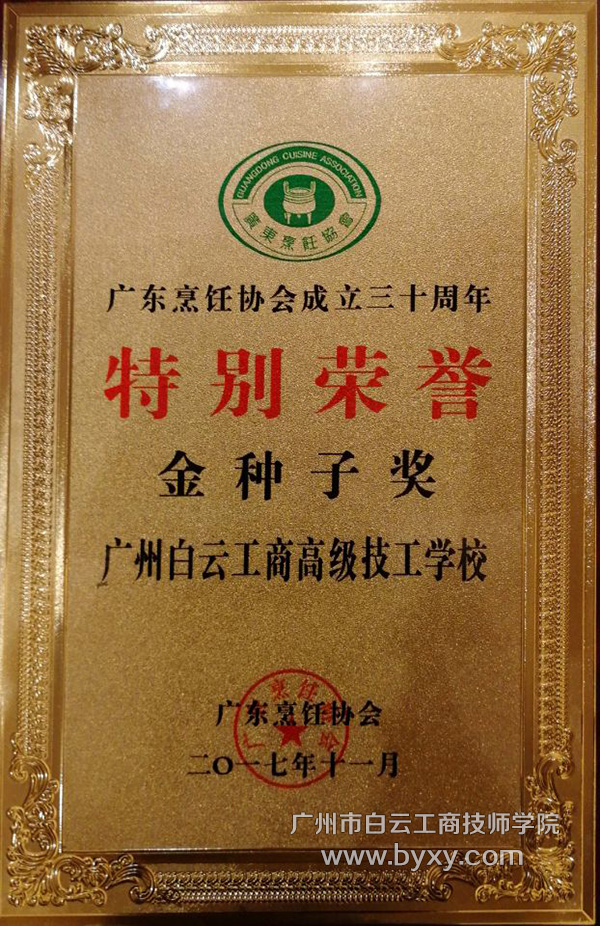 GUANGDONG CUISINE ASSOCIATION
廣東烹飪協會
广东烹饪协会成立三十周年
特别荣誉
金种子奖
广州白云工商高级技工学校
广东烹饪协会
二〇一七年十一月
广州市白云工商技师学院
www.byxy.com